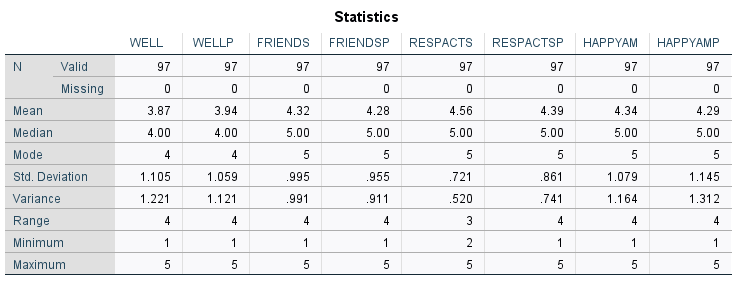 Statistics
WELL WELLP FRIENDS FRIENDSP RESPACTS RESPACTSP HAPPYAM HAPPYAMP
N Valid 97 97 97 97 97 97 97 97
Missing 0 0 0 0 0 0 0 0
Mean 3.87 3.94 4.32 4.28 4.56 4.39 4.34 4.29
Median 4.00 4.00 5.00 5.00 5.00 5.00 5.00 5.00
Mode 4 4 5 5 5 5 5 5
Std. Deviation 1.105 1.059 .995 .955 .721 .861 1.079 1.145
Variance 1.221 1.121 .991 .911 .520 .741 1.164 1.312
Range 4 4 4 4 3 4 4 4
Minimum 1 1 1 1 2 1 1 1
Maximum 5 5 5 5 5 5 5 5